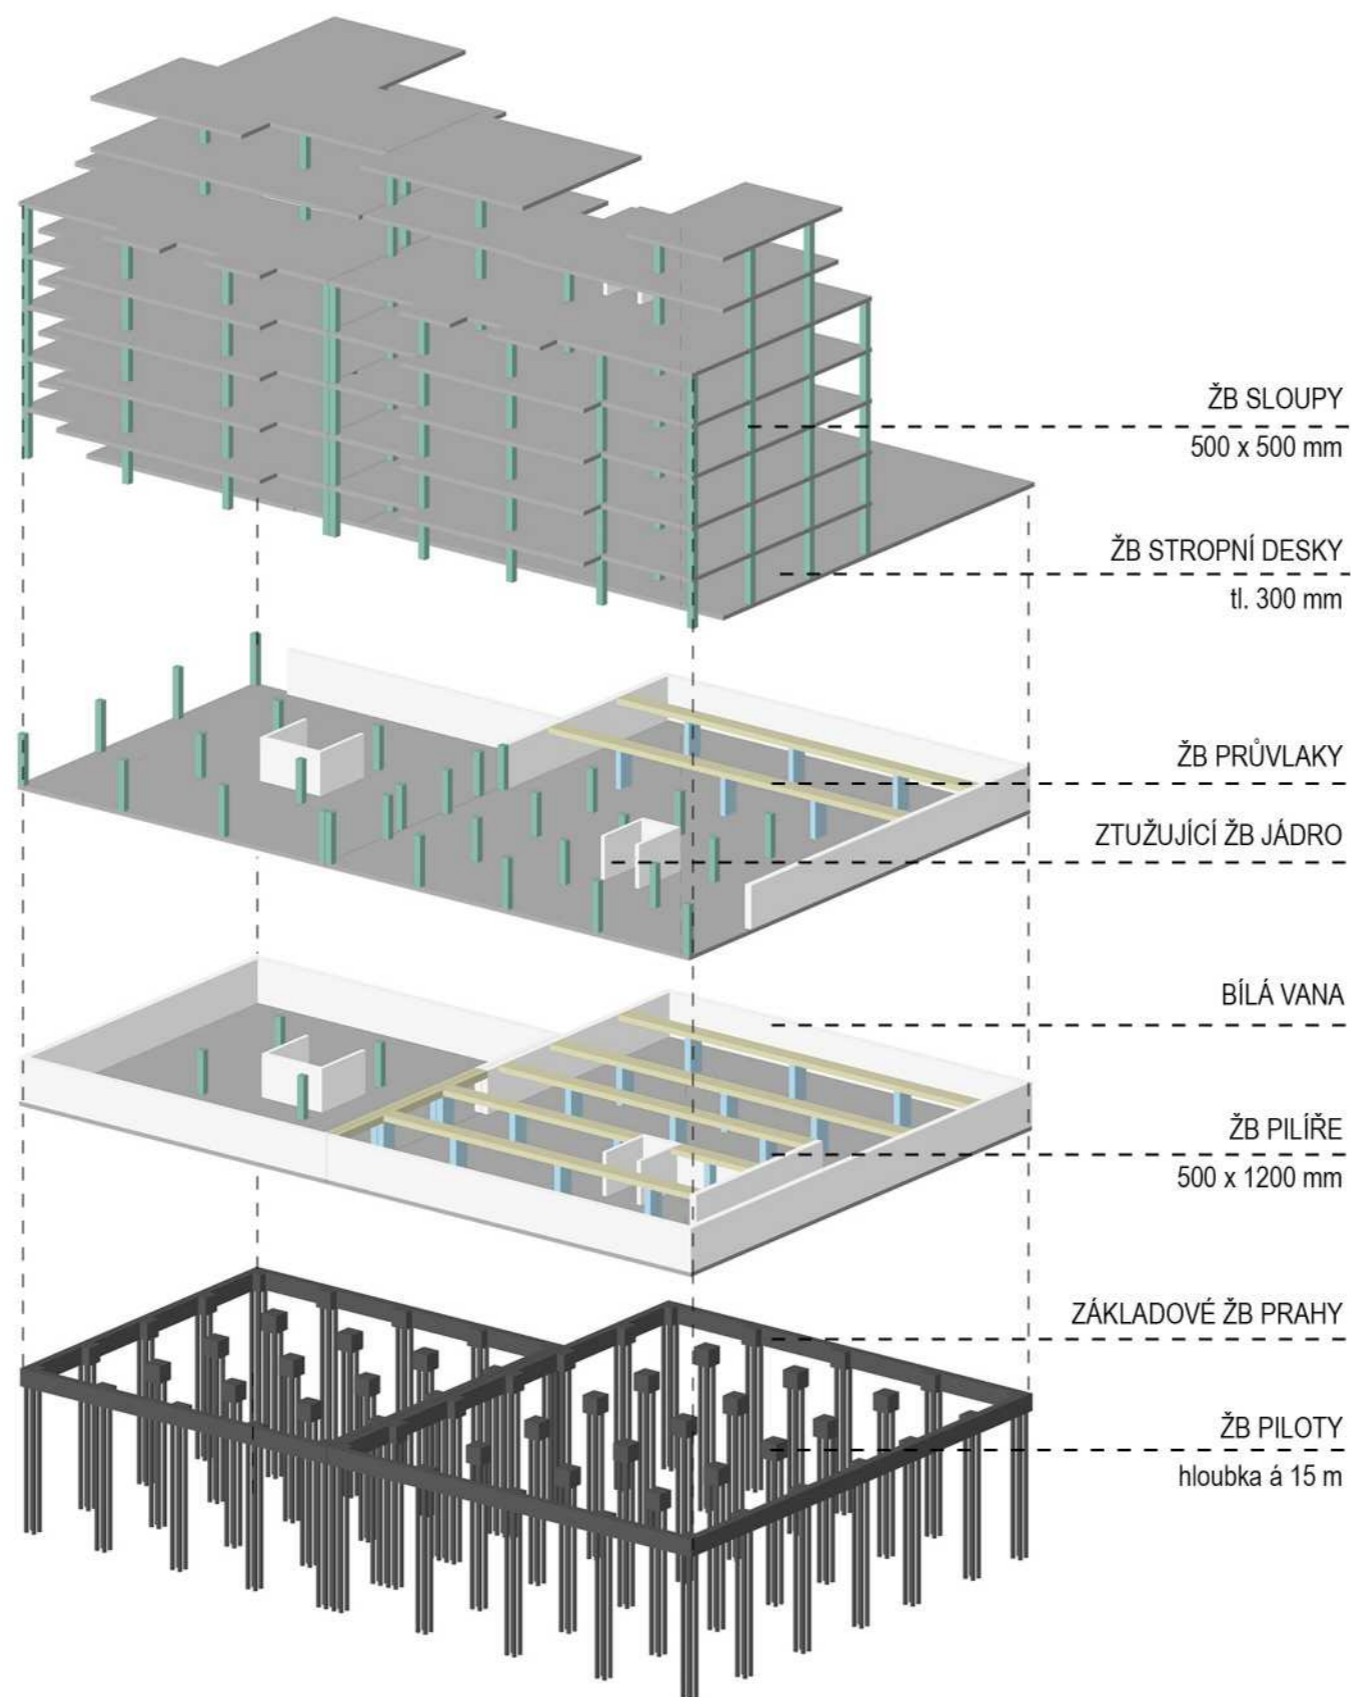 ŽB SLOUPY
500 x 500 mm
ŽB STROPNÍ DESKY
tl. 300 mm
ŽB PRŮVLAKY
ZTUŽUJÍCÍ ŽB JÁDRO
BÍLÁ VANA
ŽB PILÍŘE
500 x 1200 mm
ZÁKLADOVÉ ŽB PRAHY
ŽB PILOTY
hloubka á 15 m